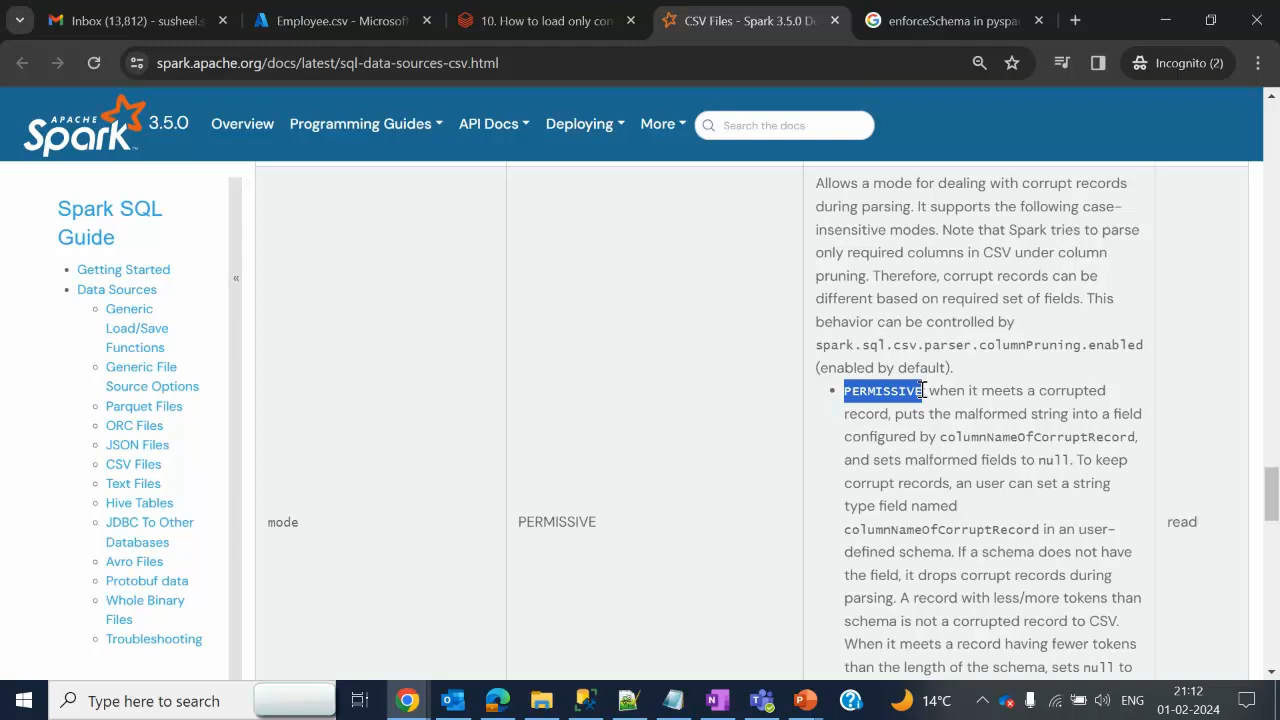 Inbox (13,812) - susheel.s
Employee.csv - Microsof
10. How to load only cor
CSV Files - Spark 3.5.0 D
enforceSchema in pyspa
spark.apache.org/docs/latest/sql-data-sources-csv.html
Incognito (2)
APACHE
Spark
3.5.0
Overview
Programming Guides
API Docs
Deploying
More
Search the docs
Spark SQL
Guide
Getting Started
Data Sources
Generic
Load/Save
Functions
Generic File
Source Options
Parquet Files
ORC Files
JSON Files
CSV Files
Text Files
Hive Tables
JDBC To Other
Databases
Avro Files
Protobuf data
Whole Binary
Files
Troubleshooting
«
mode
PERMISSIVE
Allows a mode for dealing with corrupt records
during parsing. It supports the following case-
insensitive modes. Note that Spark tries to parse
only required columns in CSV under column
pruning. Therefore, corrupt records can be
different based on required set of fields. This
behavior can be controlled by
spark.sql.csv.parser.columnPruning.enabled
(enabled by default).
PERMISSIVE: when it meets a corrupted
record, puts the malformed string into a field
configured by columnNameOfCorruptRecord,
and sets malformed fields to null. To keep
corrupt records, an user can set a string
type field named
columnNameOfCorruptRecord in an user-
defined schema. If a schema does not have
the field, it drops corrupt records during
parsing. A record with less/more tokens than
schema is not a corrupted record to CSV.
When it meets a record having fewer tokens
than the length of the schema, sets null to
read
Type here to search
14°C
ENG
21:12
01-02-2024